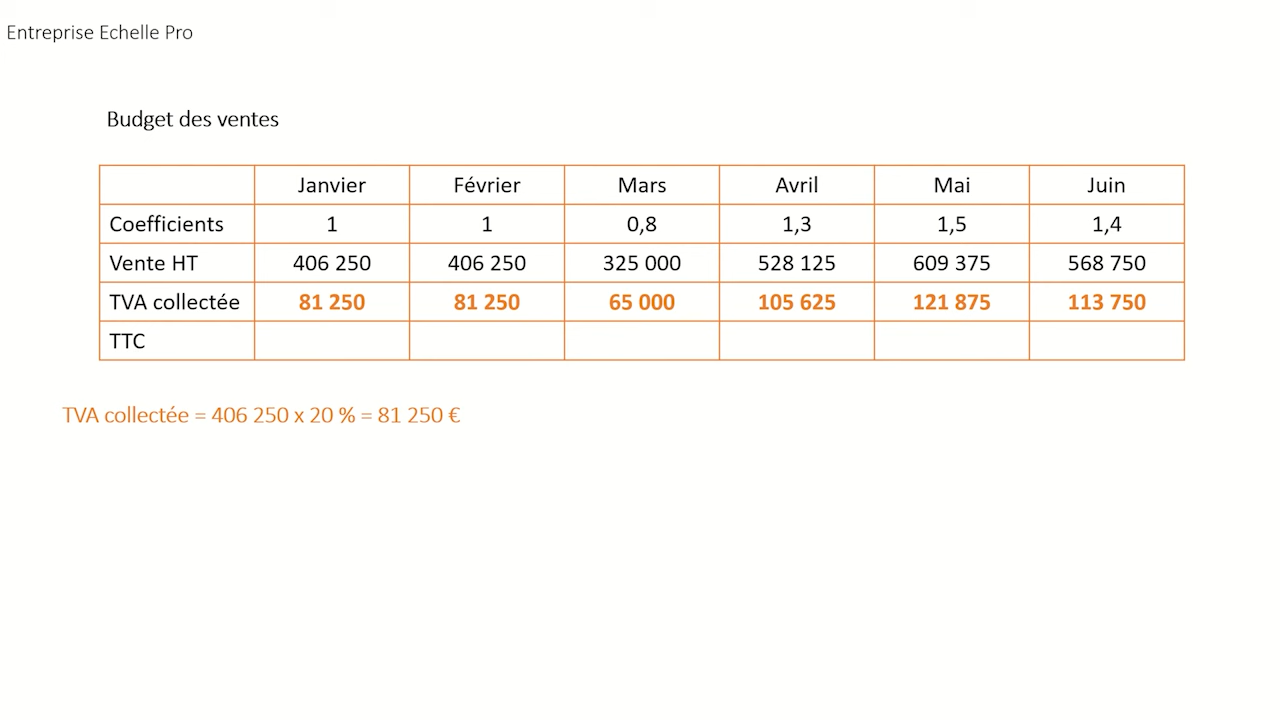 Entreprise Echelle Pro
Budget des ventes
Janvier Février Mars Avril Mai Juin
Coefficients 1 1 0,8 1,3 1,5 1,4
Vente HT 406 250 406 250 325 000 528 125 609 375 568 750
TVA collectée 81 250 81 250 65 000 105 625 121 875 113 750
TTC
TVA collectée = 406 250 x 20 % = 81 250 €